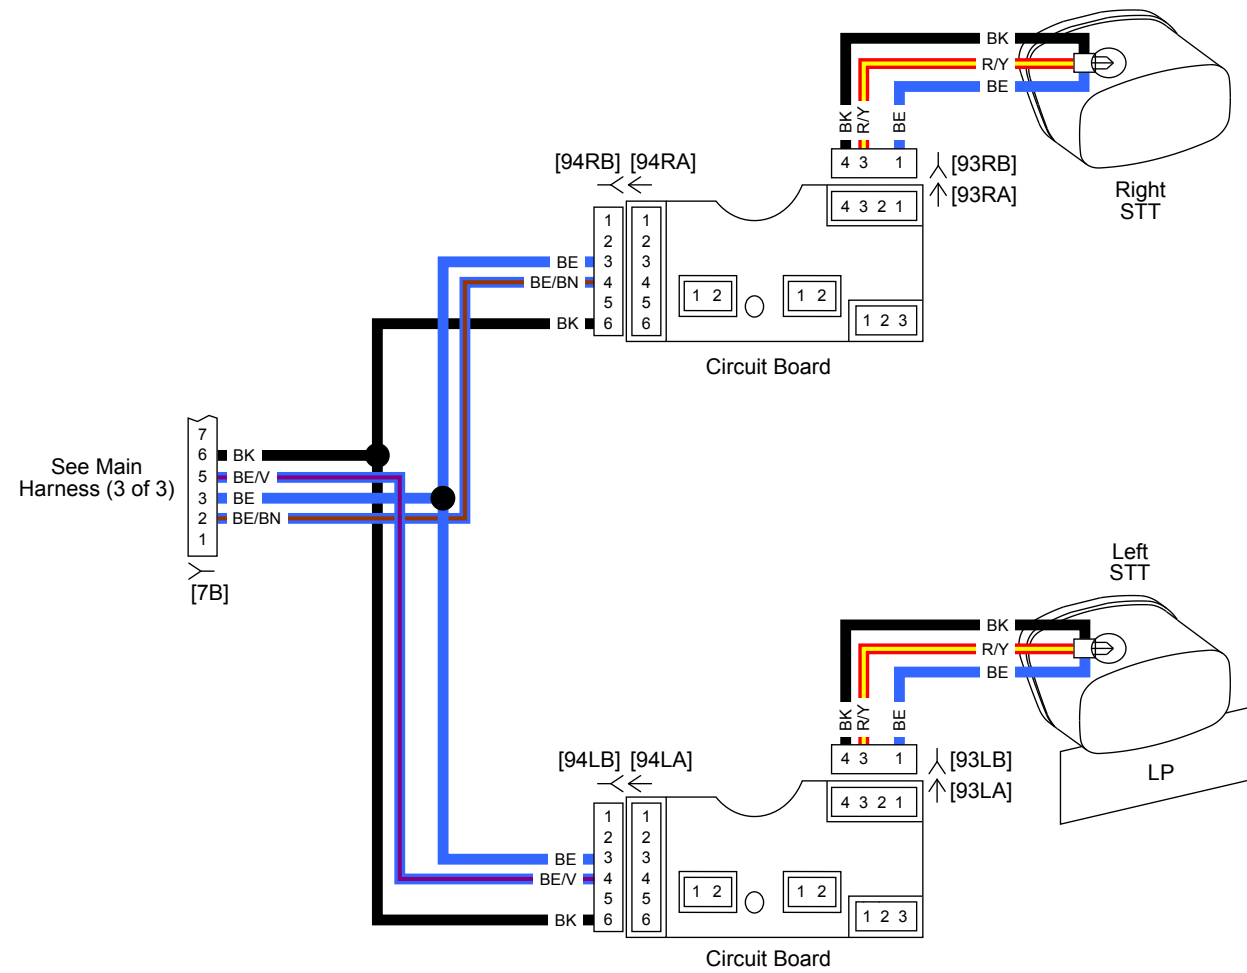 BK
R/Y
BE
BK
R/Y
BE
4 3 1
[93RB]
[93RA]
Right
STT
[94RB] [94RA]
4 3 2 1
1
2
3
4
5
6
1
2
3
4
5
6
BE
BE/BN
BK
1 2
1 2
1 2 3
Circuit Board
See Main
Harness (3 of 3)
7
6
5
3
2
1
BK
BE/V
BE
BE/BN
[7B]
Left
STT
BK
R/Y
BE
BK
R/Y
BE
4 3 1
[93LB]
[93LA]
LP
[94LB] [94LA]
4 3 2 1
1
2
3
4
5
6
1
2
3
4
5
6
BE
BE/V
BK
1 2
1 2
1 2 3
Circuit Board